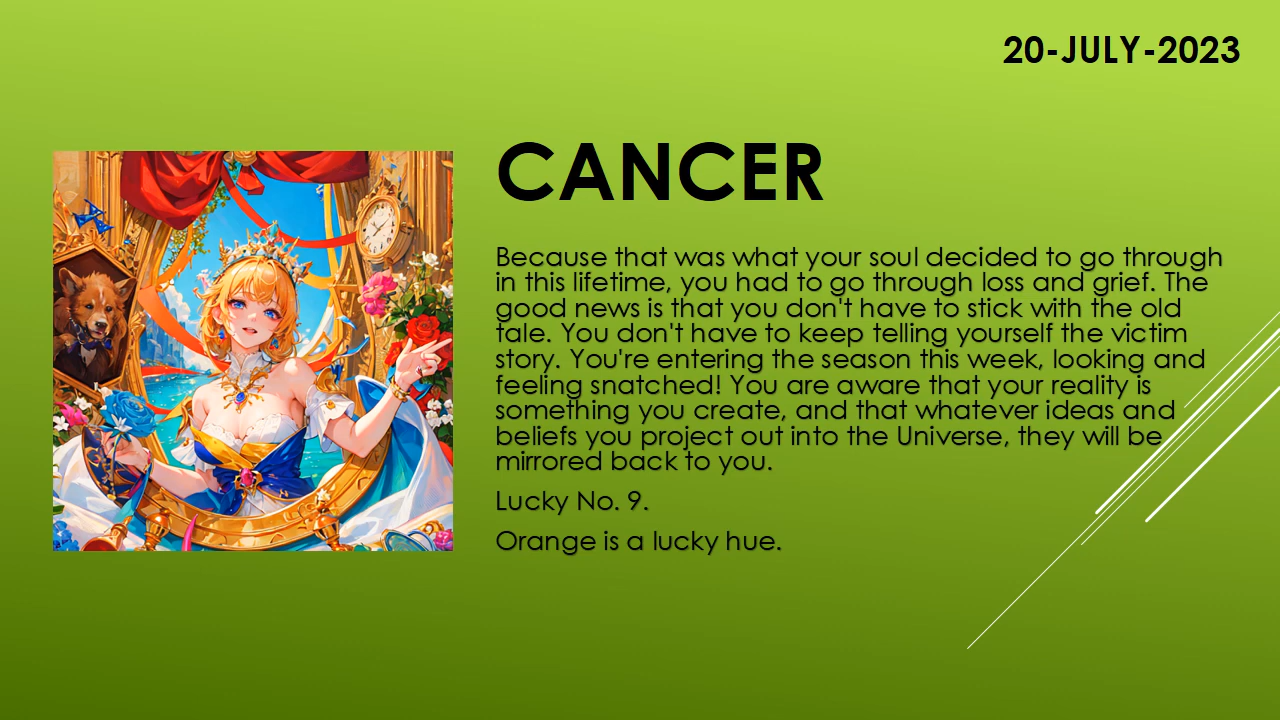 20-JULY-2023
CANCER
Because that was what your soul decided to go through
in this lifetime, you had to go through loss and grief. The
good news is that you don't have to stick with the old
tale. You don't have to keep telling yourself the victim
story. You're entering the season this week, looking and
feeling snatched! You are aware that your reality is
something you create, and that whatever ideas and
beliefs you project out into the Universe, they will be
mirrored back to you.
Lucky No. 9.
Orange is a lucky hue.